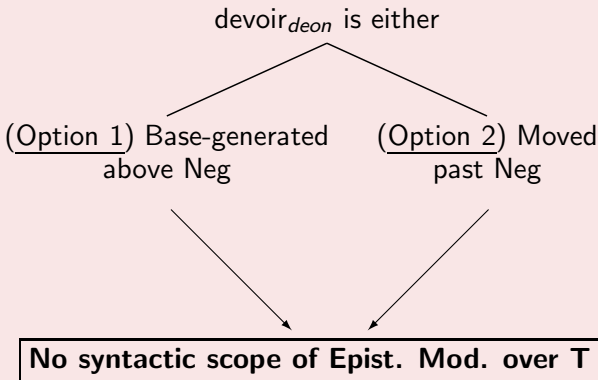 devoir_deon is either
(Option 1) Base-generated
above Neg
(Option 2) Moved
past Neg
No syntactic scope of Epist. Mod. over T